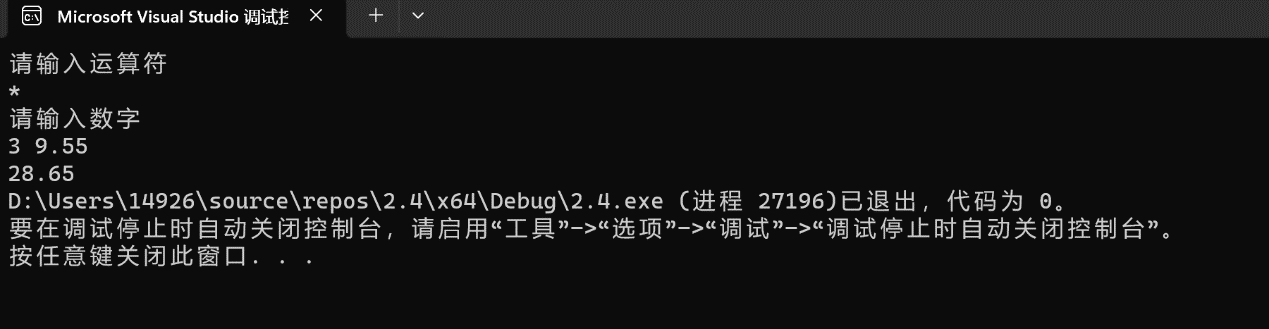 Microsoft Visual Studio 调试控
请输入运算符
*
请输入数字
3 9.55
28.65
D:\Users\14926\source\repos\2.4\x64\Debug\2.4.exe (进程 27196)已退出，代码为 0。
要在调试停止时自动关闭控制台，请启用“工具”->“选项”->“调试”->“调试停止时自动关闭控制台”。
按任意键关闭此窗口. . .